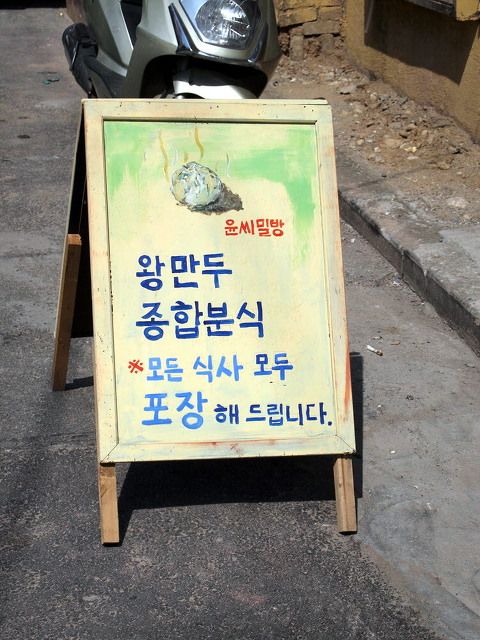 윤씨밀방
왕만두
종합분식
※모든 식사 모두
포장해 드립니다.